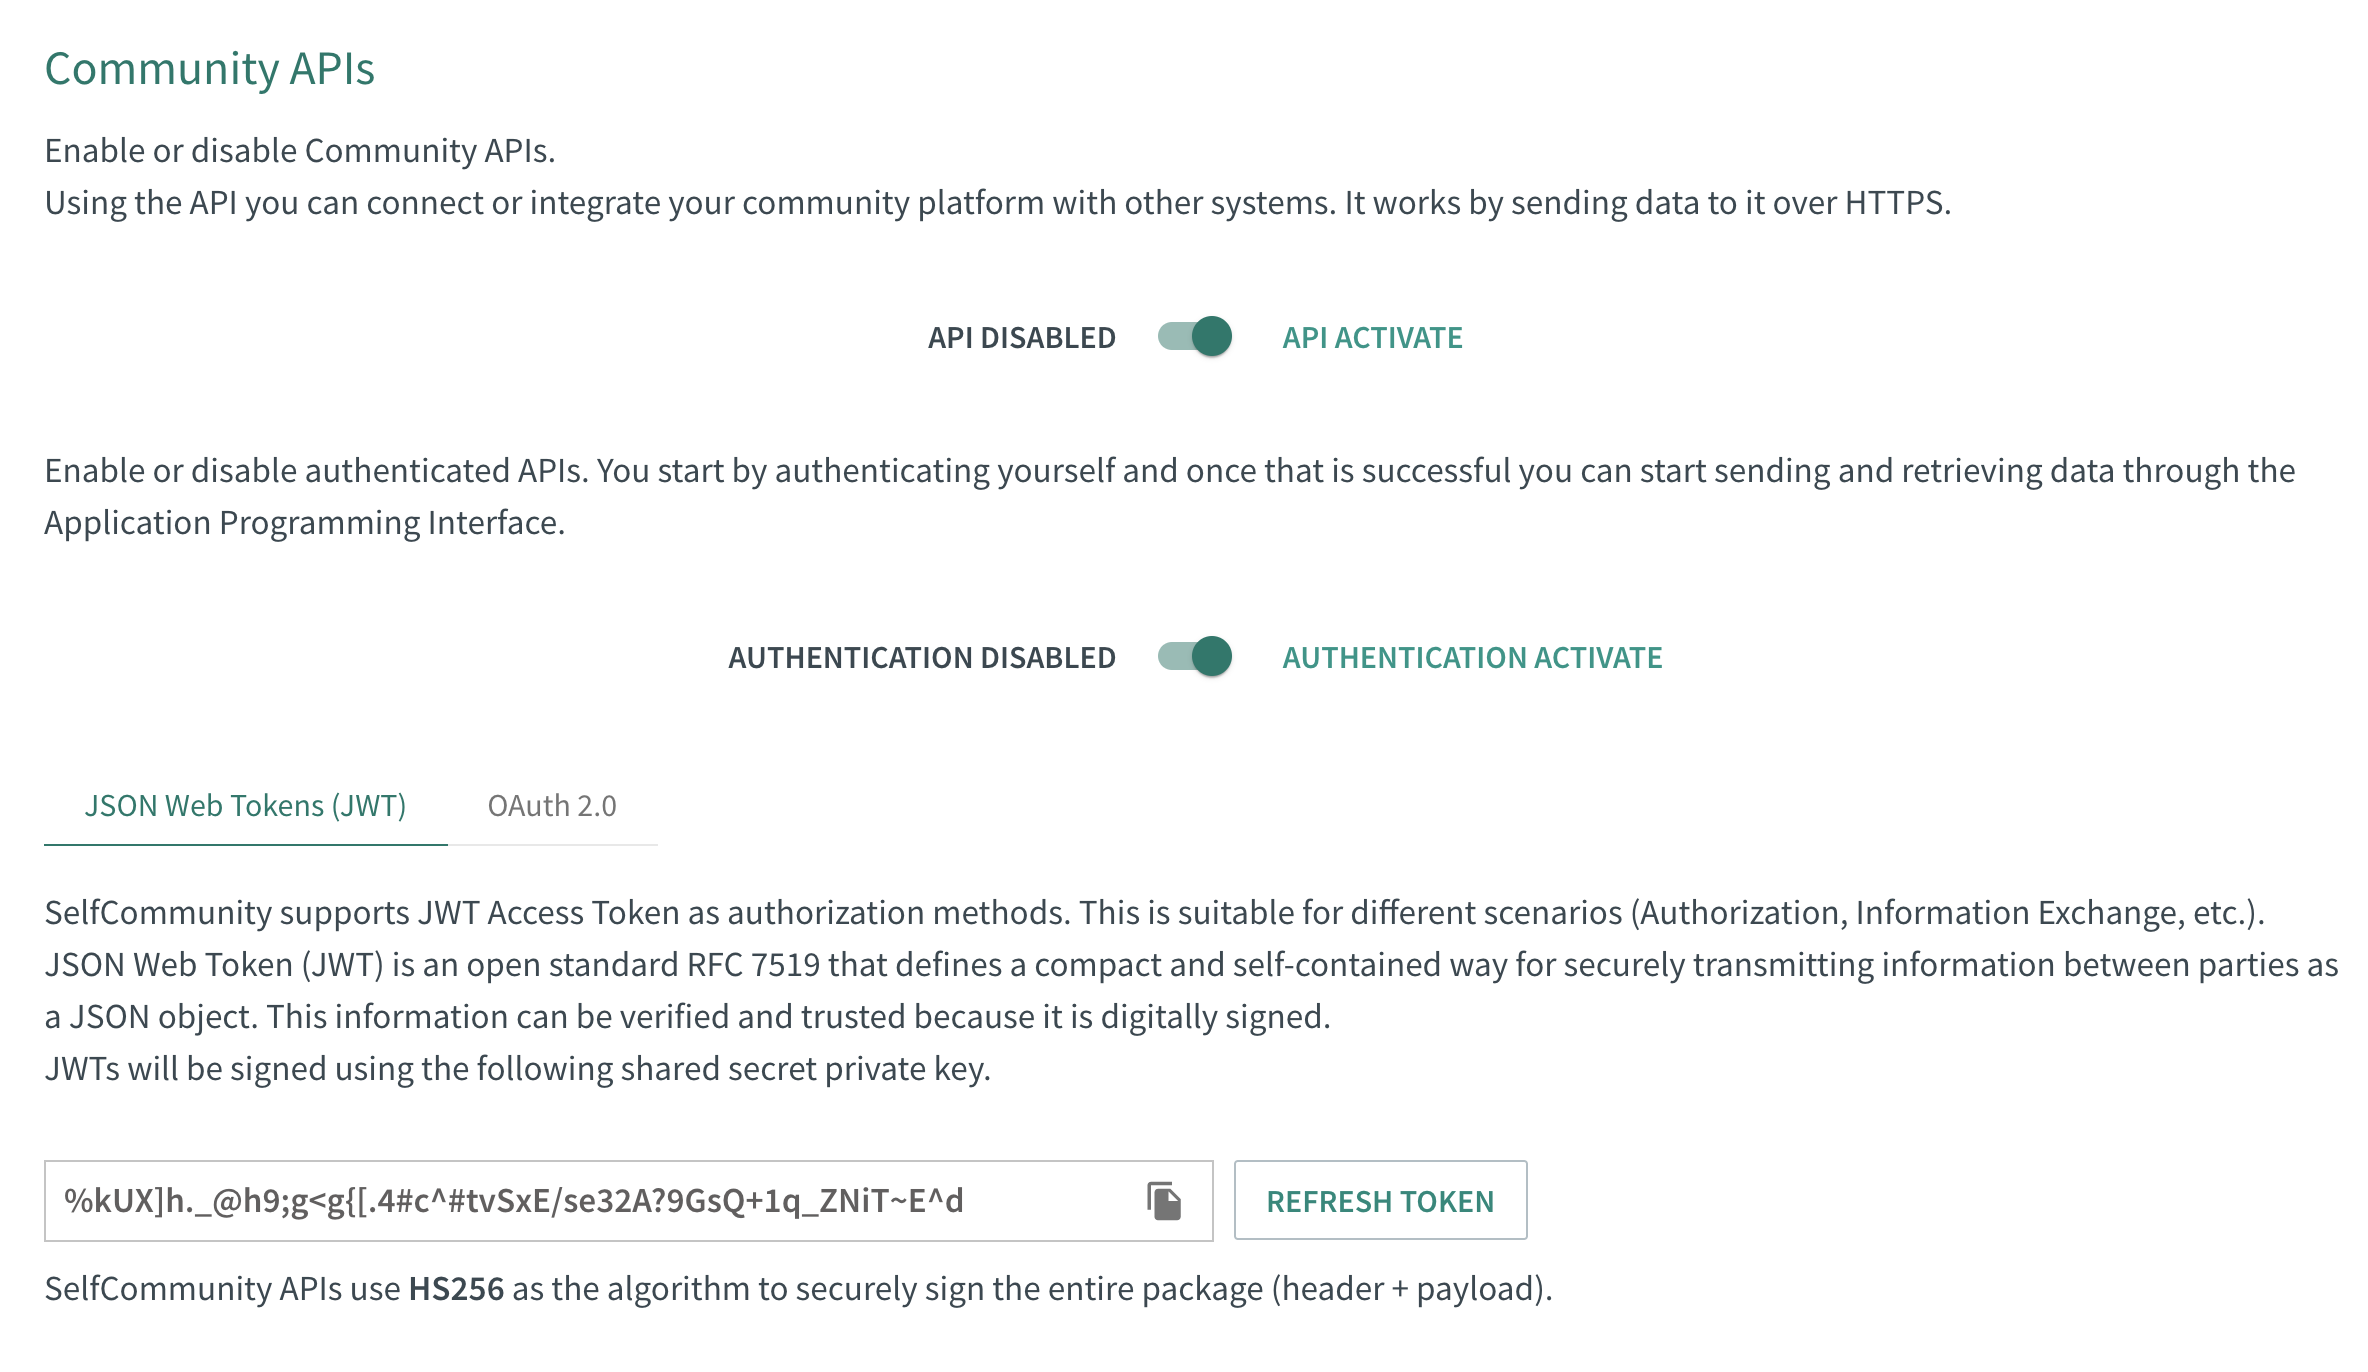 Community APIs
Enable or disable Community APIs.
Using the API you can connect or integrate your community platform with other systems. It works by sending data to it over HTTPS.
API DISABLED API ACTIVATE
Enable or disable authenticated APIs. You start by authenticating yourself and once that is successful you can start sending and retrieving data through the
Application Programming Interface.
AUTHENTICATION DISABLED AUTHENTICATION ACTIVATE
JSON Web Tokens (JWT) OAuth 2.0
SelfCommunity supports JWT Access Token as authorization methods. This is suitable for different scenarios (Authorization, Information Exchange, etc.).
JSON Web Token (JWT) is an open standard RFC 7519 that defines a compact and self-contained way for securely transmitting information between parties as
a JSON object. This information can be verified and trusted because it is digitally signed.
JWTs will be signed using the following shared secret private key.
%kUX]h._@h9;g<g{[.4#c^#tvSxE/se32A?9GsQ+1q_ZNiT~E^d
REFRESH TOKEN
SelfCommunity APIs use HS256 as the algorithm to securely sign the entire package (header + payload).